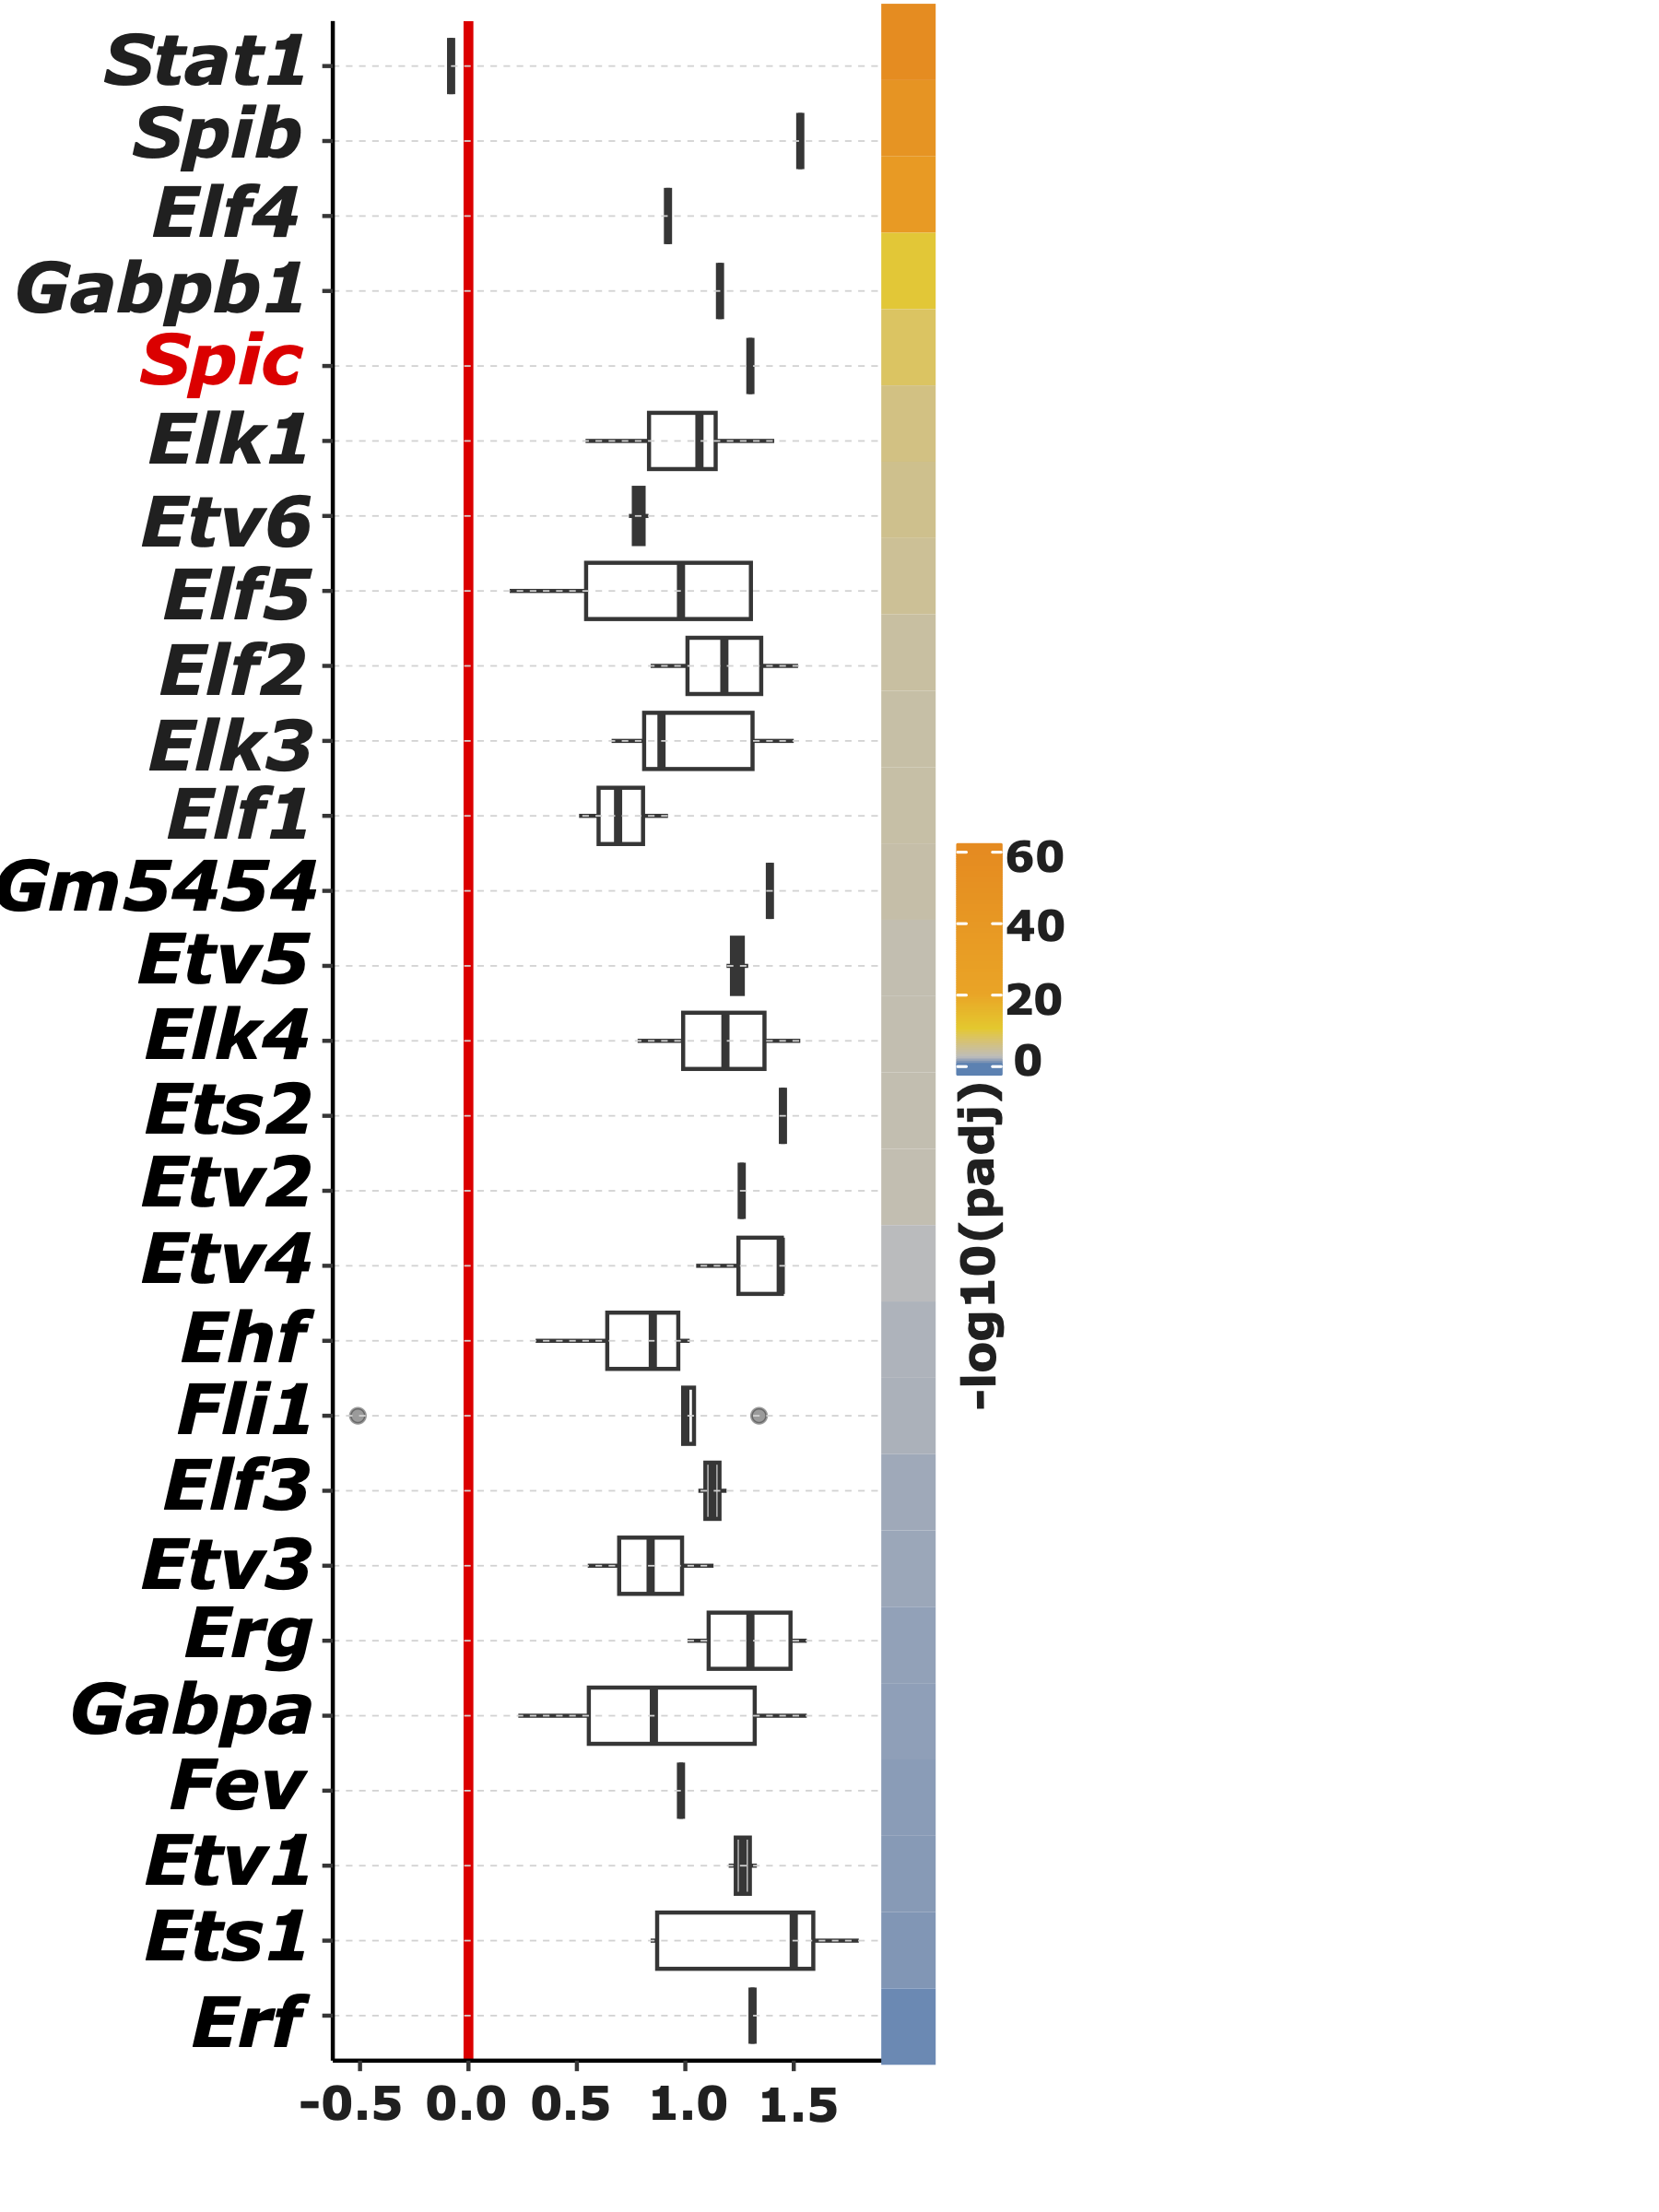 Stat1
Spib
Elf4
Gabpb1
Spic
Elk1
Etv6
Elf5
Elf2
Elk3
Elf1
Gm5454
Etv5
Elk4
Ets2
Etv2
Etv4
Ehf
Fli1
Elf3
Etv3
Erg
Gabpa
Fev
Etv1
Ets1
Erf
-0.5 0.0 0.5 1.0 1.5
60
40
20
0
-log10(padj)